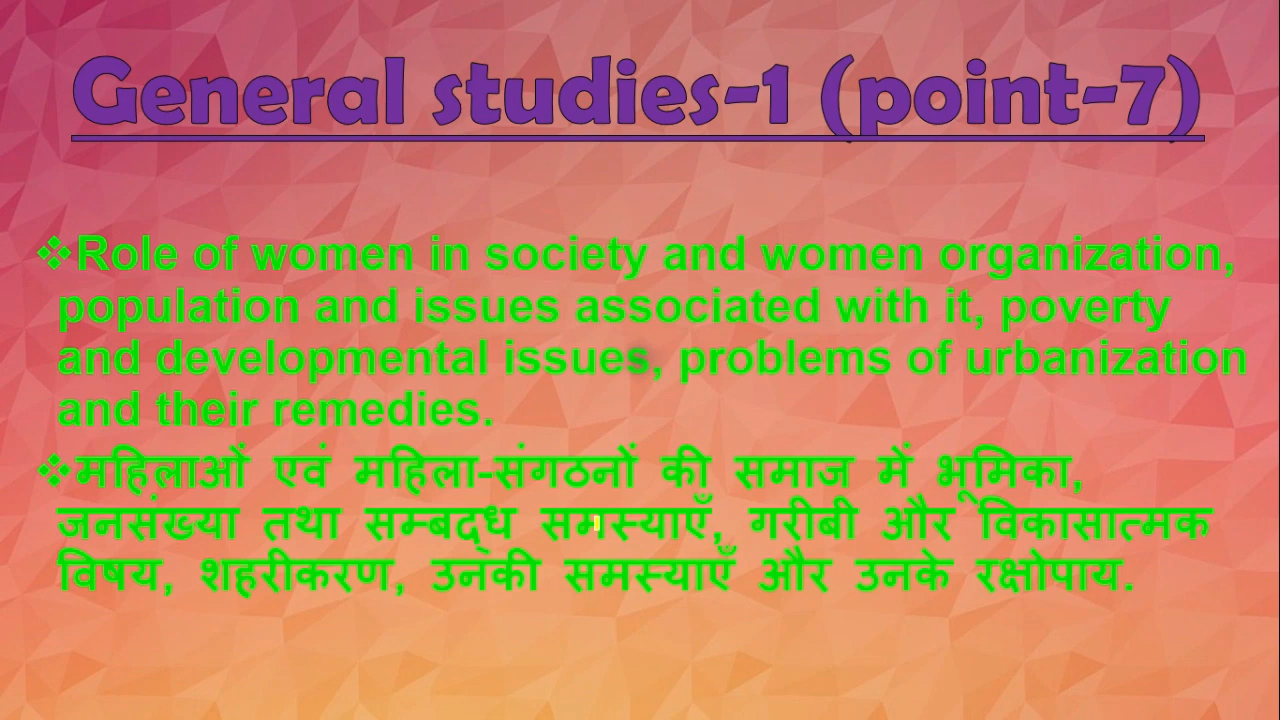 General studies-1 (point-7)
❖Role of women in society and women organization,
population and issues associated with it, poverty
and developmental issues, problems of urbanization
and their remedies.
❖महिलाओं एवं महिला-संगठनों की समाज में भूमिका,
जनसंख्या तथा सम्बद्ध समस्याएँ, गरीबी और विकासात्मक
विषय, शहरीकरण, उनकी समस्याएँ और उनके रक्षोपाय.